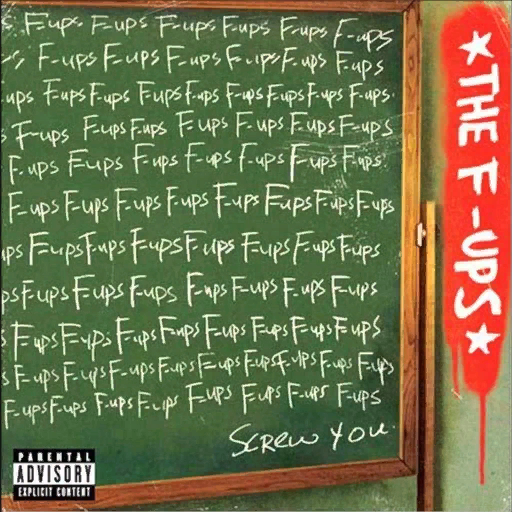 F-ups F-ups F-ups F-ups F-ups F-ups
F-ups F-ups F-ups F-ups F-ups F-ups
ups F-ups F-ups F-ups F-ups F-ups F-ups F-ups F-ups
F-ups F-ups F-ups F-ups F-ups F-ups F-ups
F-ups F-ups F-ups F-ups F-ups F-ups F-ups
F-ups F-ups F-ups F-ups F-ups F-ups F-ups F-ups
ups F-ups F-ups F-ups F-ups F-ups F-ups F-ups
ps F-ups F-ups F-ups F-ups F-ups F-ups F-ups
F-ups F-ups F-ups F-ups F-ups F-ups F-ups F-ups
s F-ups F-ups F-ups F-ups F-ups F-ups F-ups F-ups F-ups
F-ups F-ups F-ups F-ups F-ups F-ups F-ups F-ups
SCREW YOU.
★THE F-UPS★
PARENTAL
ADVISORY
EXPLICIT CONTENT